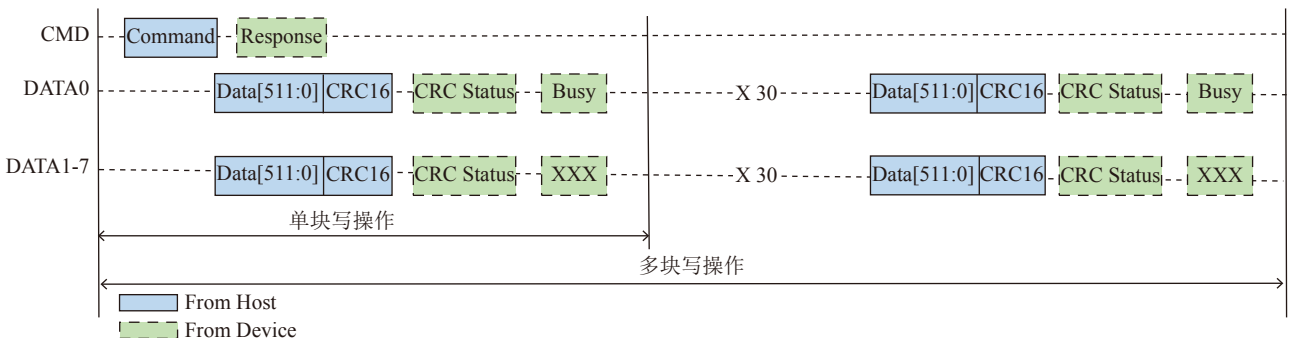 CMD Command Response
DATA0 Data[511:0] CRC16 CRC Status Busy X 30 Data[511:0] CRC16 CRC Status Busy
DATA1-7 Data[511:0] CRC16 CRC Status XXX X 30 Data[511:0] CRC16 CRC Status XXX
单块写操作
多块写操作
From Host
From Device